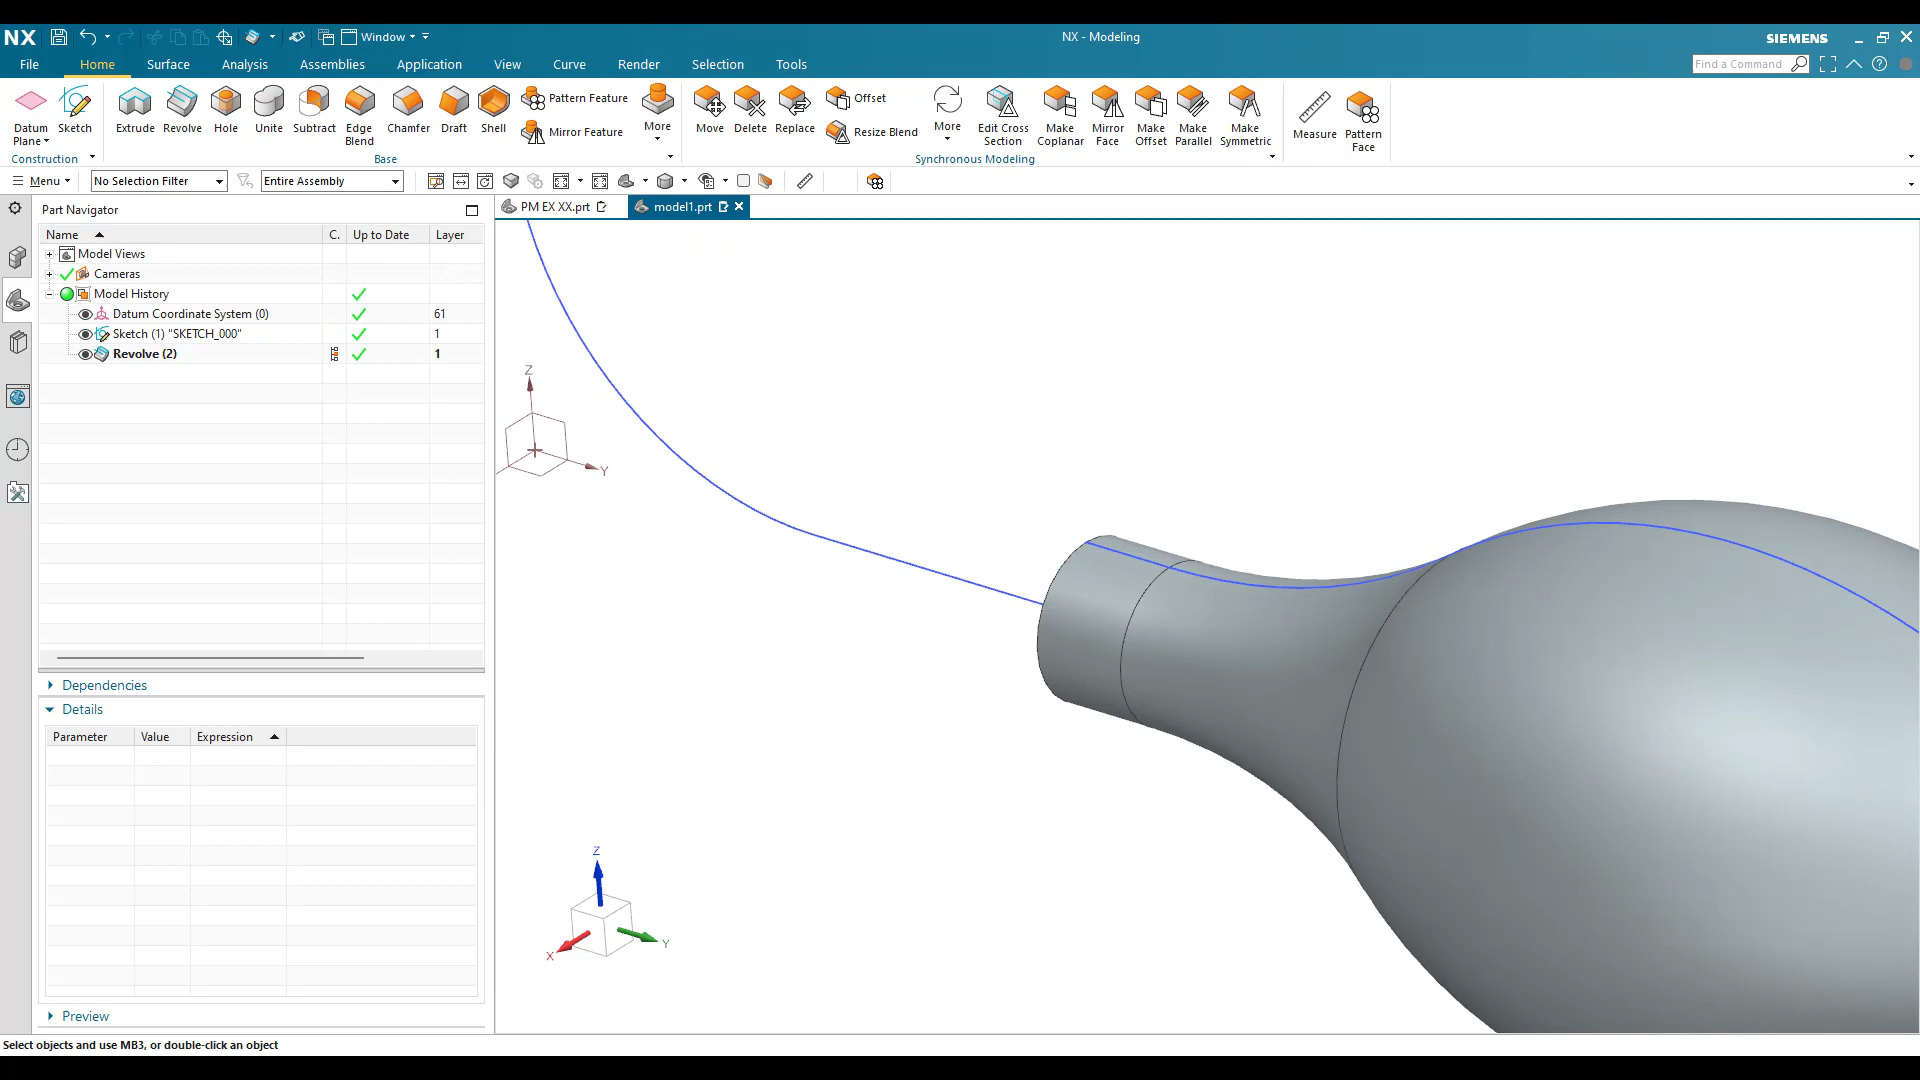 NX
Window
NX - Modeling
SIEMENS
File
Home
Surface
Analysis
Assemblies
Application
View
Curve
Render
Selection
Tools
Find a Command
Datum
Plane
Sketch
Extrude
Revolve
Hole
Unite
Subtract
Edge
Blend
Chamfer
Draft
Shell
Pattern Feature
Mirror Feature
More
Move
Delete
Replace
Offset
Resize Blend
More
Edit Cross
Section
Make
Coplanar
Mirror
Face
Make
Offset
Make
Parallel
Make
Symmetric
Measure
Pattern
Face
Construction
Base
Synchronous Modeling
Menu
No Selection Filter
Entire Assembly
Part Navigator
PM EX XX.prt
model1.prt
Name
C.
Up to Date
Layer
Model Views
Cameras
Model History
Datum Coordinate System (0)
61
Sketch (1) "SKETCH_000"
1
Revolve (2)
1
Z
Y
Dependencies
Details
Parameter
Value
Expression
Preview
Z
X
Y
Select objects and use MB3, or double-click an object